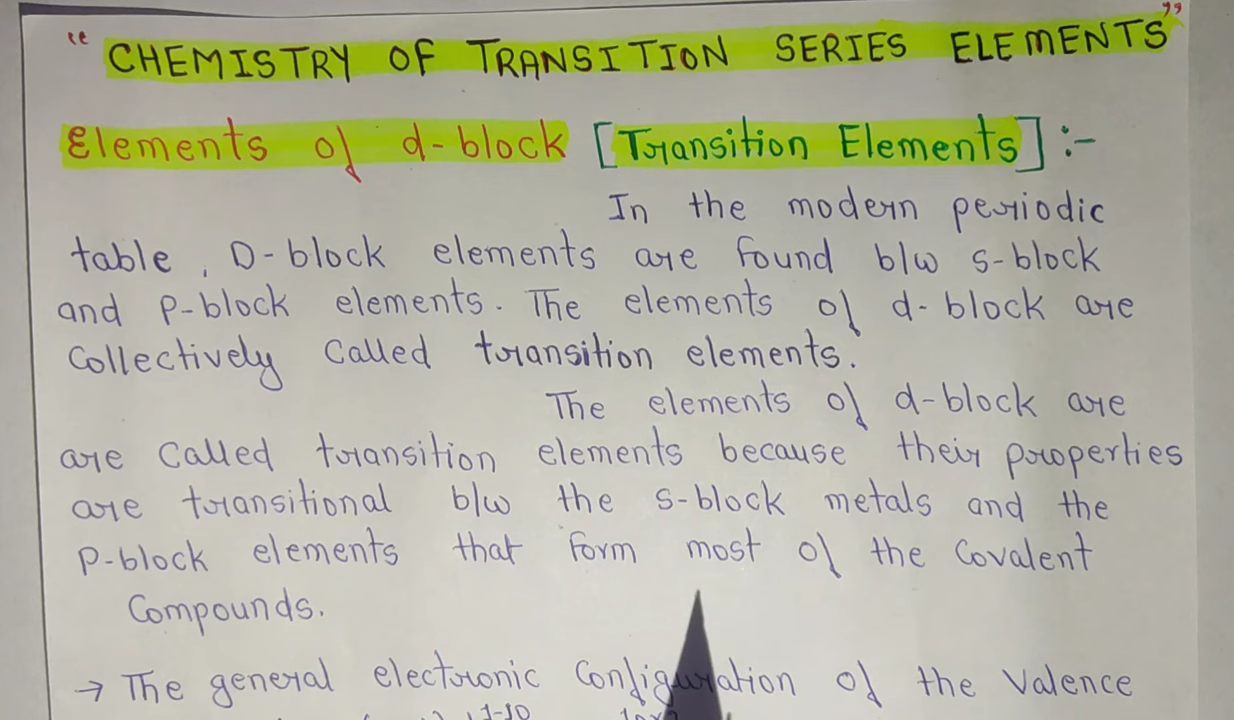 " CHEMISTRY OF TRANSITION SERIES ELEMENTS "
Elements of d-block [Transition Elements] :-
In the modern periodic
table, D-block elements are found b/w s-block
and p-block elements. The elements of d-block are
Collectively called transition elements.
The elements of d-block are
are called transition elements because their properties
are transitional b/w the s-block metals and the
p-block elements that form most of the Covalent
Compounds.
→ The general electronic Configuration of the Valence